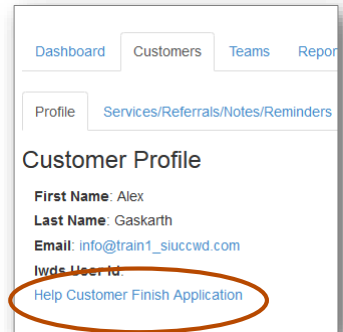 Dashboard Customers Teams Repor
Profile Services/Referrals/Notes/Reminders
Customer Profile
First Name: Alex
Last Name: Gaskarth
Email: info@train1_siuccwd.com
Iwds User Id:
Help Customer Finish Application